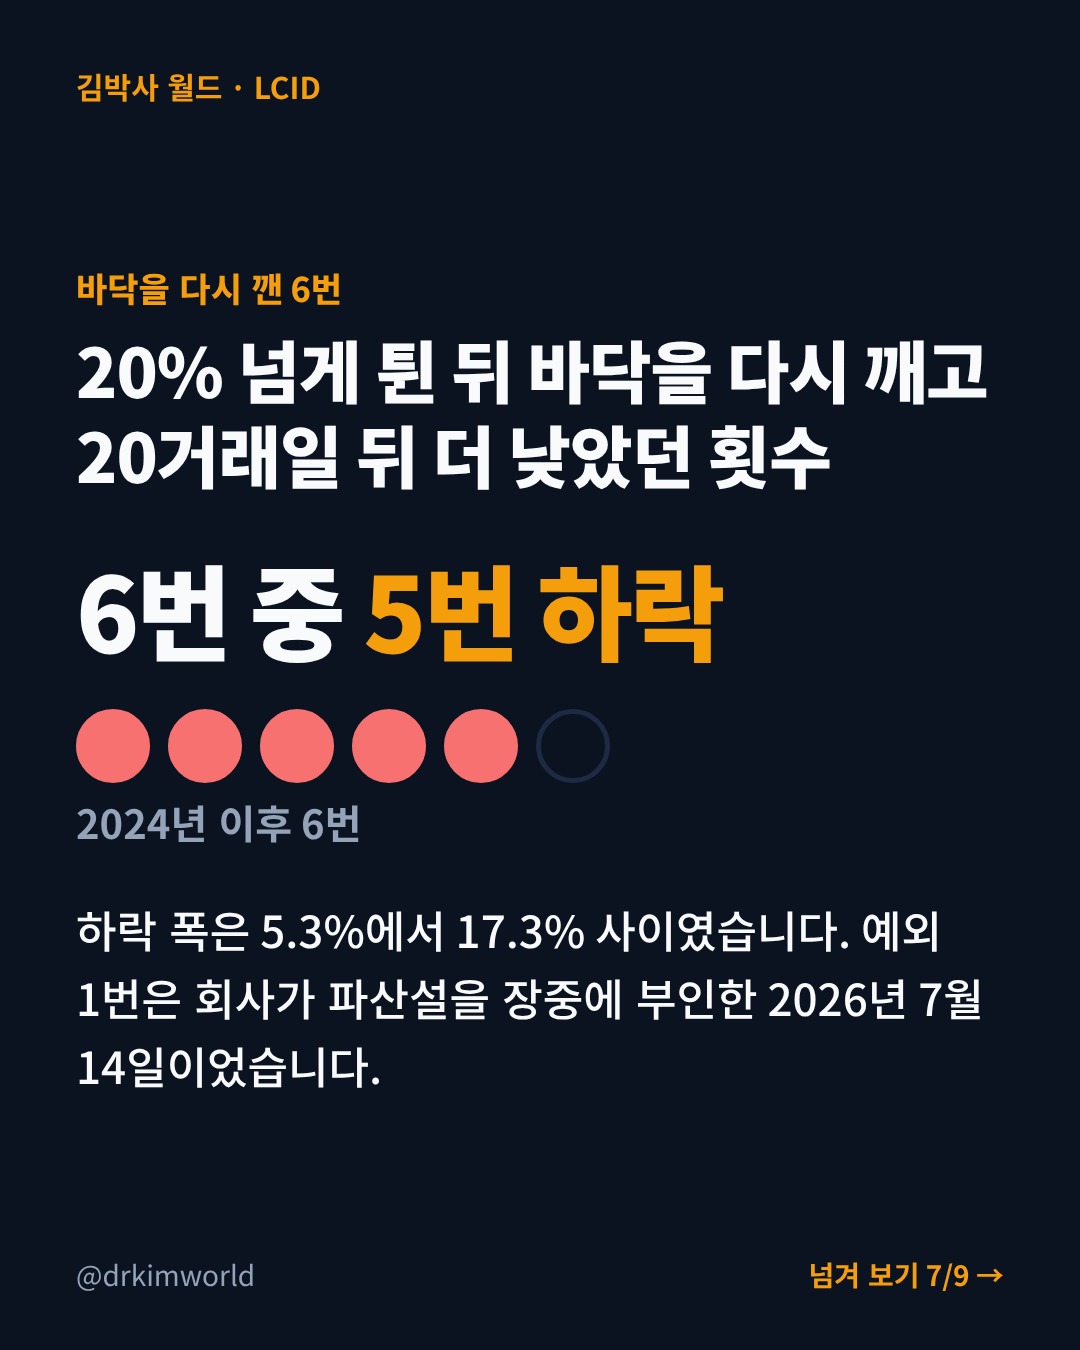 김박사 월드 · LCID
바닥을 다시 깬 6번
20% 넘게 튄 뒤 바닥을 다시 깨고
20거래일 뒤 더 낮았던 횟수
6번 중 5번 하락
2024년 이후 6번
하락 폭은 5.3%에서 17.3% 사이였습니다. 예외
1번은 회사가 파산설을 장중에 부인한 2026년 7월
14일이었습니다.
@drkimworld
넘겨 보기 7/9 →